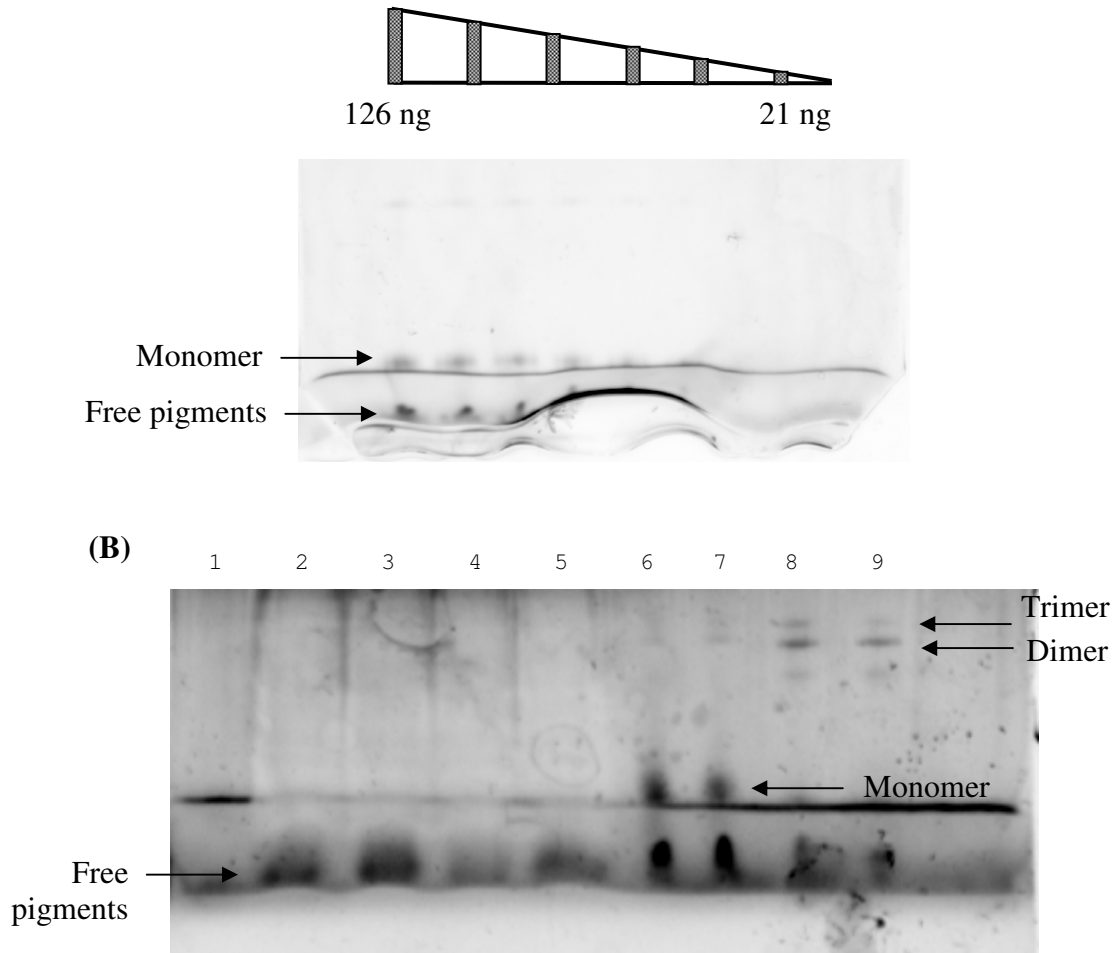 126 ng 21 ng
Monomer
Free pigments
(B)
1 2 3 4 5 6 7 8 9
Trimer
Dimer
Monomer
Free
pigments